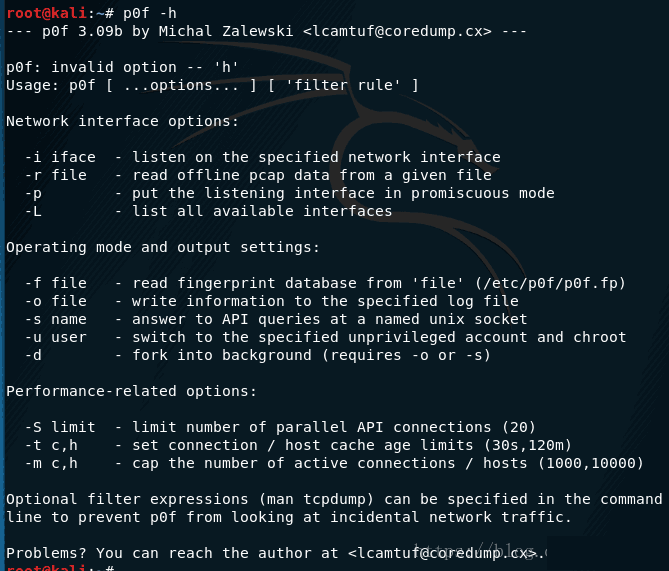 root@kali:~# p0f -h
--- p0f 3.09b by Michal Zalewski <lcamtuf@coredump.cx> ---
p0f: invalid option -- 'h'
Usage: p0f [ ...options... ] [ 'filter rule' ]
Network interface options:
-i iface  - listen on the specified network interface
-r file   - read offline pcap data from a given file
-p        - put the listening interface in promiscuous mode
-L        - list all available interfaces
Operating mode and output settings:
-f file   - read fingerprint database from 'file' (/etc/p0f/p0f.fp)
-o file   - write information to the specified log file
-s name   - answer to API queries at a named unix socket
-u user   - switch to the specified unprivileged account and chroot
-d        - fork into background (requires -o or -s)
Performance-related options:
-S limit  - limit number of parallel API connections (20)
-t c,h    - set connection / host cache age limits (30s,120m)
-m c,h    - cap the number of active connections / hosts (1000,10000)
Optional filter expressions (man tcpdump) can be specified in the command
line to prevent p0f from looking at incidental network traffic.
Problems? You can reach the author at <lcamtuf@coredump.cx>.
root@kali:~#